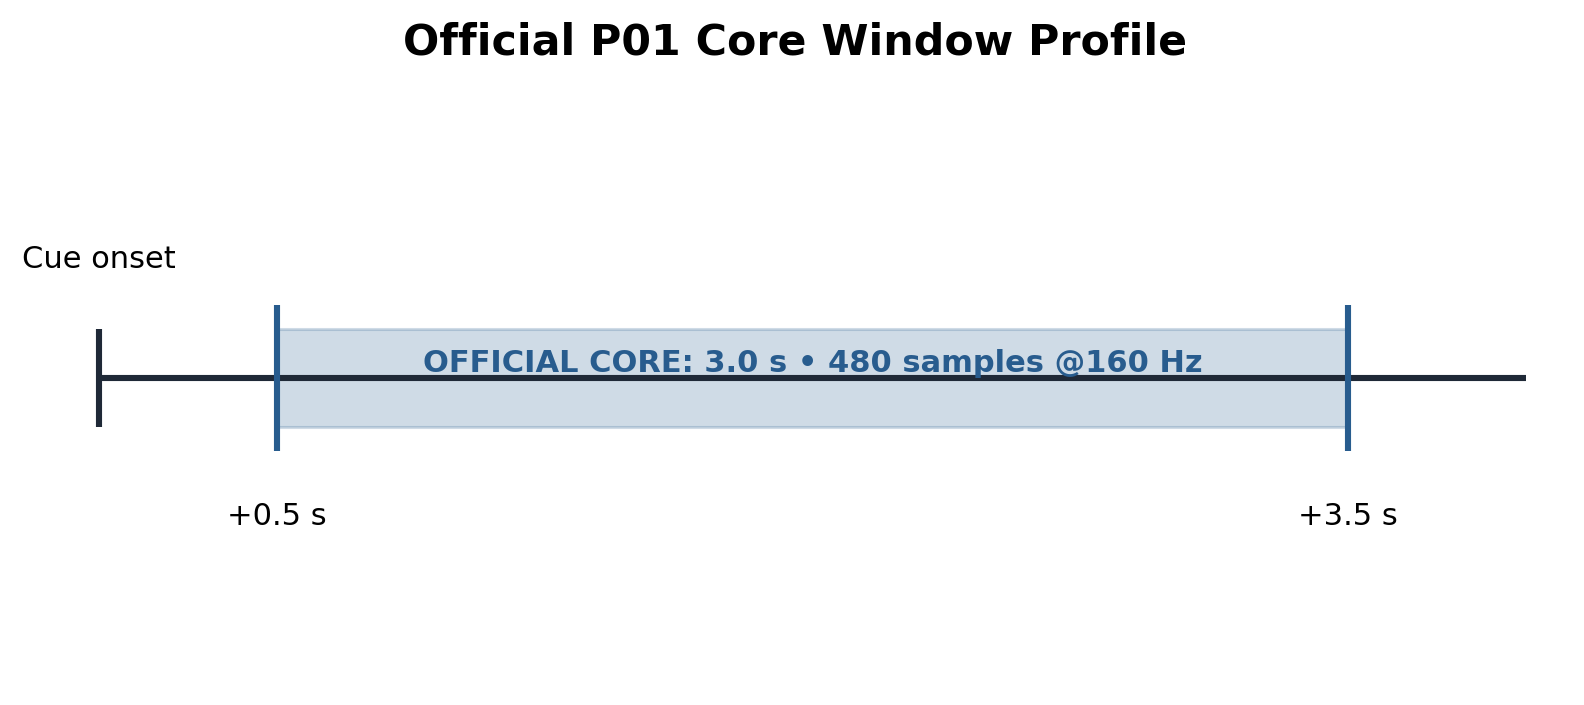 Official P01 Core Window Profile
Cue onset
OFFICIAL CORE: 3.0 s • 480 samples @160 Hz
+0.5 s
+3.5 s